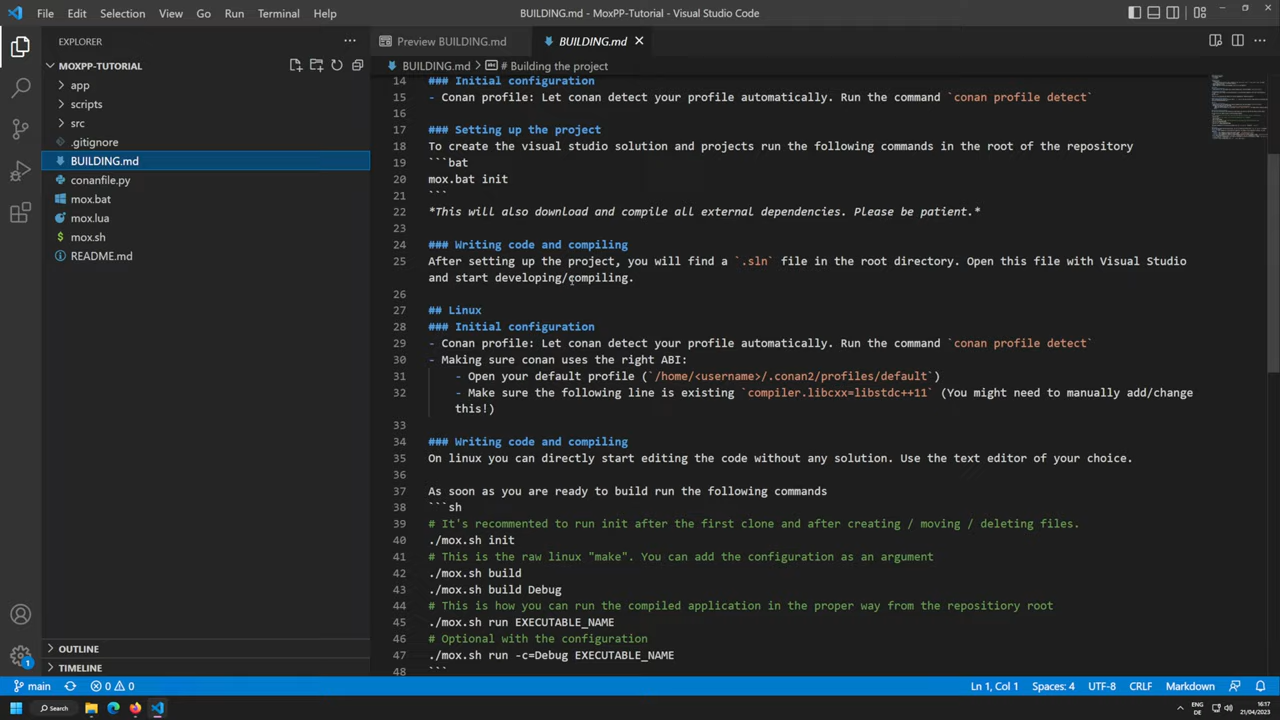 File Edit Selection View Go Run Terminal Help
BUILDING.md - MoxPP-Tutorial - Visual Studio Code
EXPLORER
MOXPP-TUTORIAL
app
scripts
src
.gitignore
BUILDING.md
conanfile.py
mox.bat
mox.lua
mox.sh
README.md
OUTLINE
TIMELINE
Preview BUILDING.md
BUILDING.md
BUILDING.md > # Building the project
14 ### Initial configuration
15 - Conan profile: Let conan detect your profile automatically. Run the command `conan profile detect`
16
17 ### Setting up the project
18 To create the visual studio solution and projects run the following commands in the root of the repository
19 ```bat
20 mox.bat init
21 ```
22 *This will also download and compile all external dependencies. Please be patient.*
23
24 ### Writing code and compiling
25 After setting up the project, you will find a `.sln` file in the root directory. Open this file with Visual Studio
and start developing/compiling.
26
27 ## Linux
28 ### Initial configuration
29 - Conan profile: Let conan detect your profile automatically. Run the command `conan profile detect`
30 - Making sure conan uses the right ABI:
31 - Open your default profile (`/home/<username>/.conan2/profiles/default`)
32 - Make sure the following line is existing `compiler.libcxx=libstdc++11` (You might need to manually add/change
this!)
33
34 ### Writing code and compiling
35 On linux you can directly start editing the code without any solution. Use the text editor of your choice.
36
37 As soon as you are ready to build run the following commands
38 ```sh
39 # It's recommented to run init after the first clone and after creating / moving / deleting files.
40 ./mox.sh init
41 # This is the raw linux "make". You can add the configuration as an argument
42 ./mox.sh build
43 ./mox.sh build Debug
44 # This is how you can run the compiled application in the proper way from the repositiory root
45 ./mox.sh run EXECUTABLE_NAME
46 # Optional with the configuration
47 ./mox.sh run -c=Debug EXECUTABLE_NAME
48 ```
1
main 0 0 Ln 1, Col 1 Spaces: 4 UTF-8 CRLF Markdown
Search
ENG
DE
16:17
21/04/2023